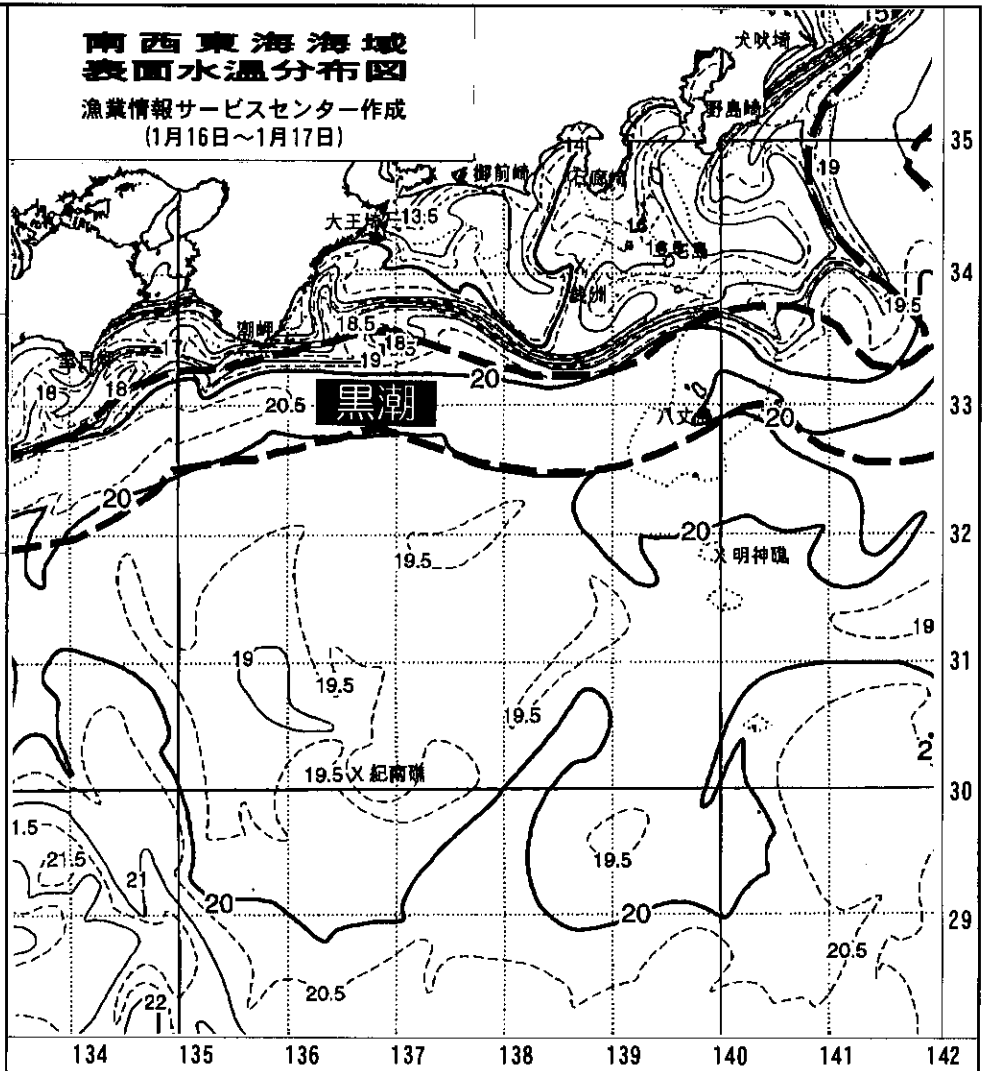 南西東海海域
表面水温分布図
漁業情報サービスセンター作成
(1月16日～1月17日)
犬吠埼
15
野島崎
35
14
御前崎
石廊崎
19
大王埼
13.5
16
34
銭洲
19.5
潮岬
18.5
18
室戸岬
18
18
19
20
20.5
黒潮
33
八丈島
20
20
32
19.5
20
X 明神礁
19
19
31
19.5
19.5
19.5 X 紀南礁
2
30
1.5
21.5
21
19.5
20
20
29
20.5
20.5
22
134 135 136 137 138 139 140 141 142